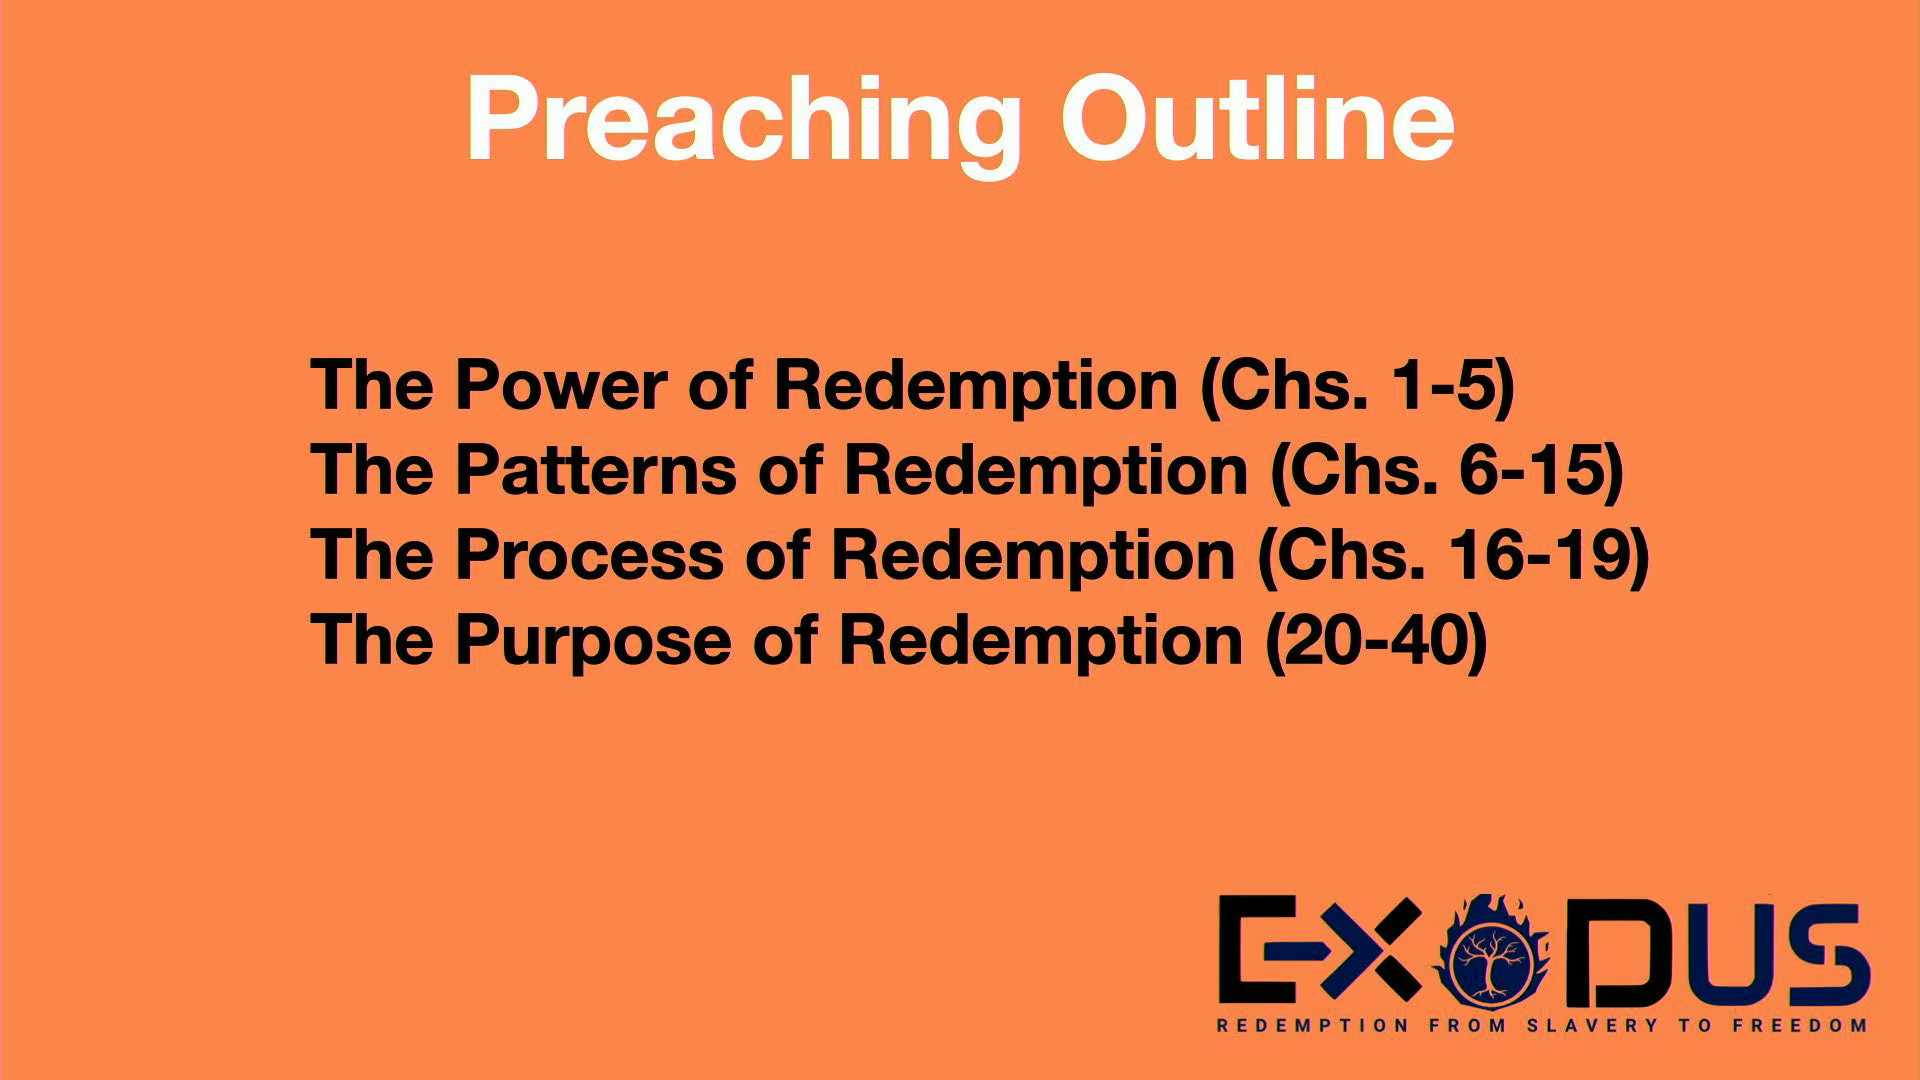 Preaching Outline
The Power of Redemption (Chs. 1-5)
The Patterns of Redemption (Chs. 6-15)
The Process of Redemption (Chs. 16-19)
The Purpose of Redemption (20-40)
EXODUS
REDEMPTION FROM SLAVERY TO FREEDOM